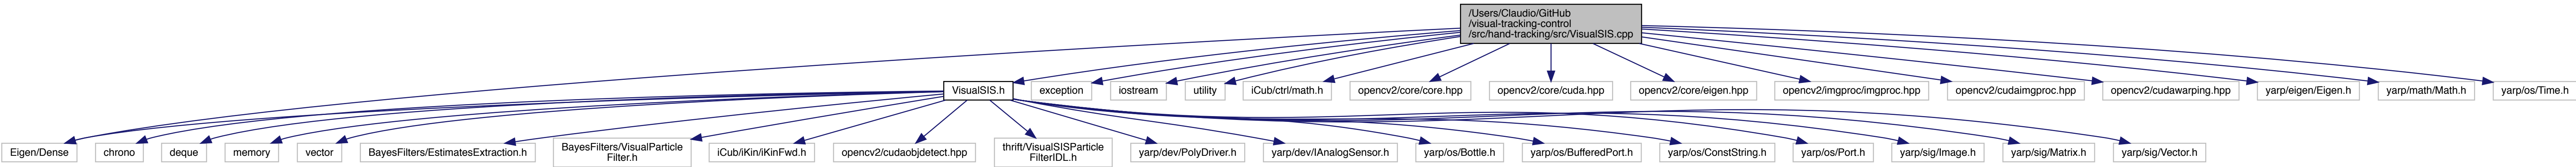 /Users/Claudio/GitHub
/visual-tracking-control
/src/hand-tracking/src/VisualSIS.cpp
VisualSIS.h
exception
iostream
utility
iCub/ctrl/math.h
opencv2/core/core.hpp
opencv2/core/cuda.hpp
opencv2/core/eigen.hpp
opencv2/imgproc/imgproc.hpp
opencv2/cudaimgproc.hpp
opencv2/cudawarping.hpp
yarp/eigen/Eigen.h
yarp/math/Math.h
yarp/os/Time.h
Eigen/Dense
chrono
deque
memory
vector
BayesFilters/EstimatesExtraction.h
BayesFilters/VisualParticle
Filter.h
iCub/iKin/iKinFwd.h
opencv2/cudaobjdetect.hpp
thrift/VisualSISParticle
FilterIDL.h
yarp/dev/PolyDriver.h
yarp/dev/IAnalogSensor.h
yarp/os/Bottle.h
yarp/os/BufferedPort.h
yarp/os/ConstString.h
yarp/os/Port.h
yarp/sig/Image.h
yarp/sig/Matrix.h
yarp/sig/Vector.h